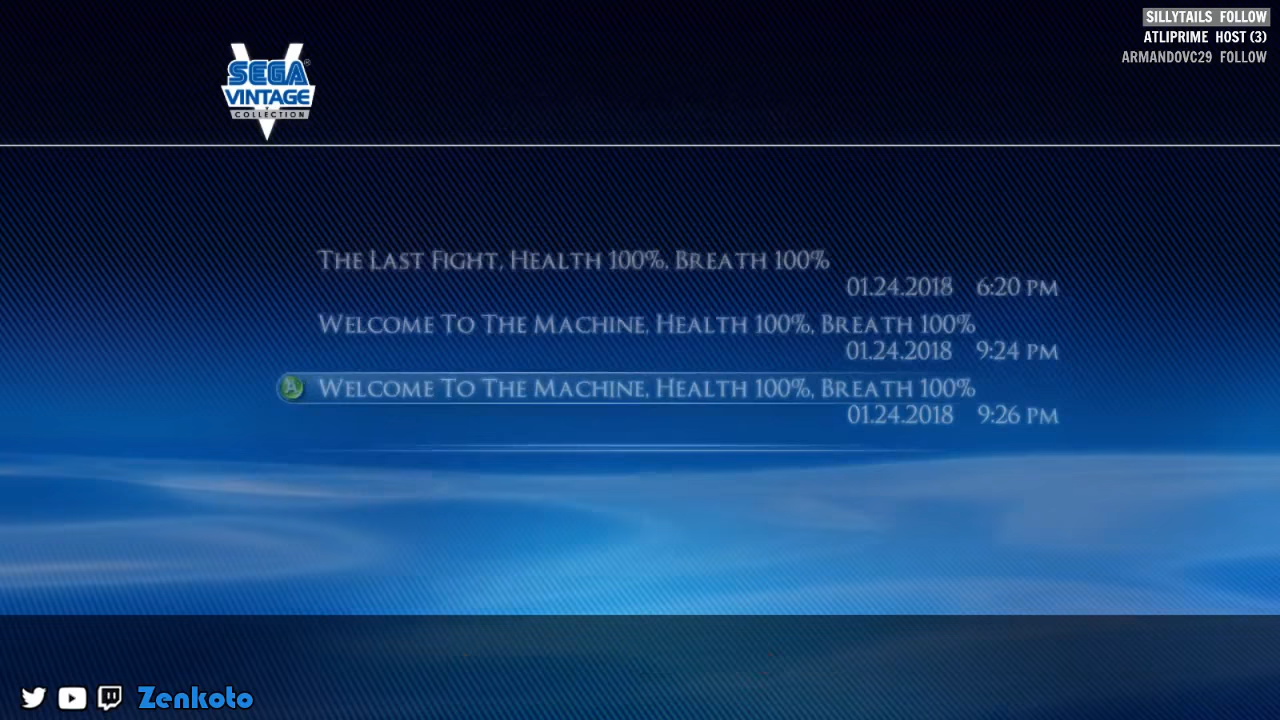 SILLYTAILS FOLLOW
ATLIPRIME HOST (3)
ARMANDOVC29 FOLLOW
SEGA®
VINTAGE
COLLECTION
THE LAST FIGHT, HEALTH 100%, BREATH 100%
01.24.2018 6:20 PM
WELCOME TO THE MACHINE, HEALTH 100%, BREATH 100%
01.24.2018 9:24 PM
A WELCOME TO THE MACHINE, HEALTH 100%, BREATH 100%
01.24.2018 9:26 PM
Zenkoto